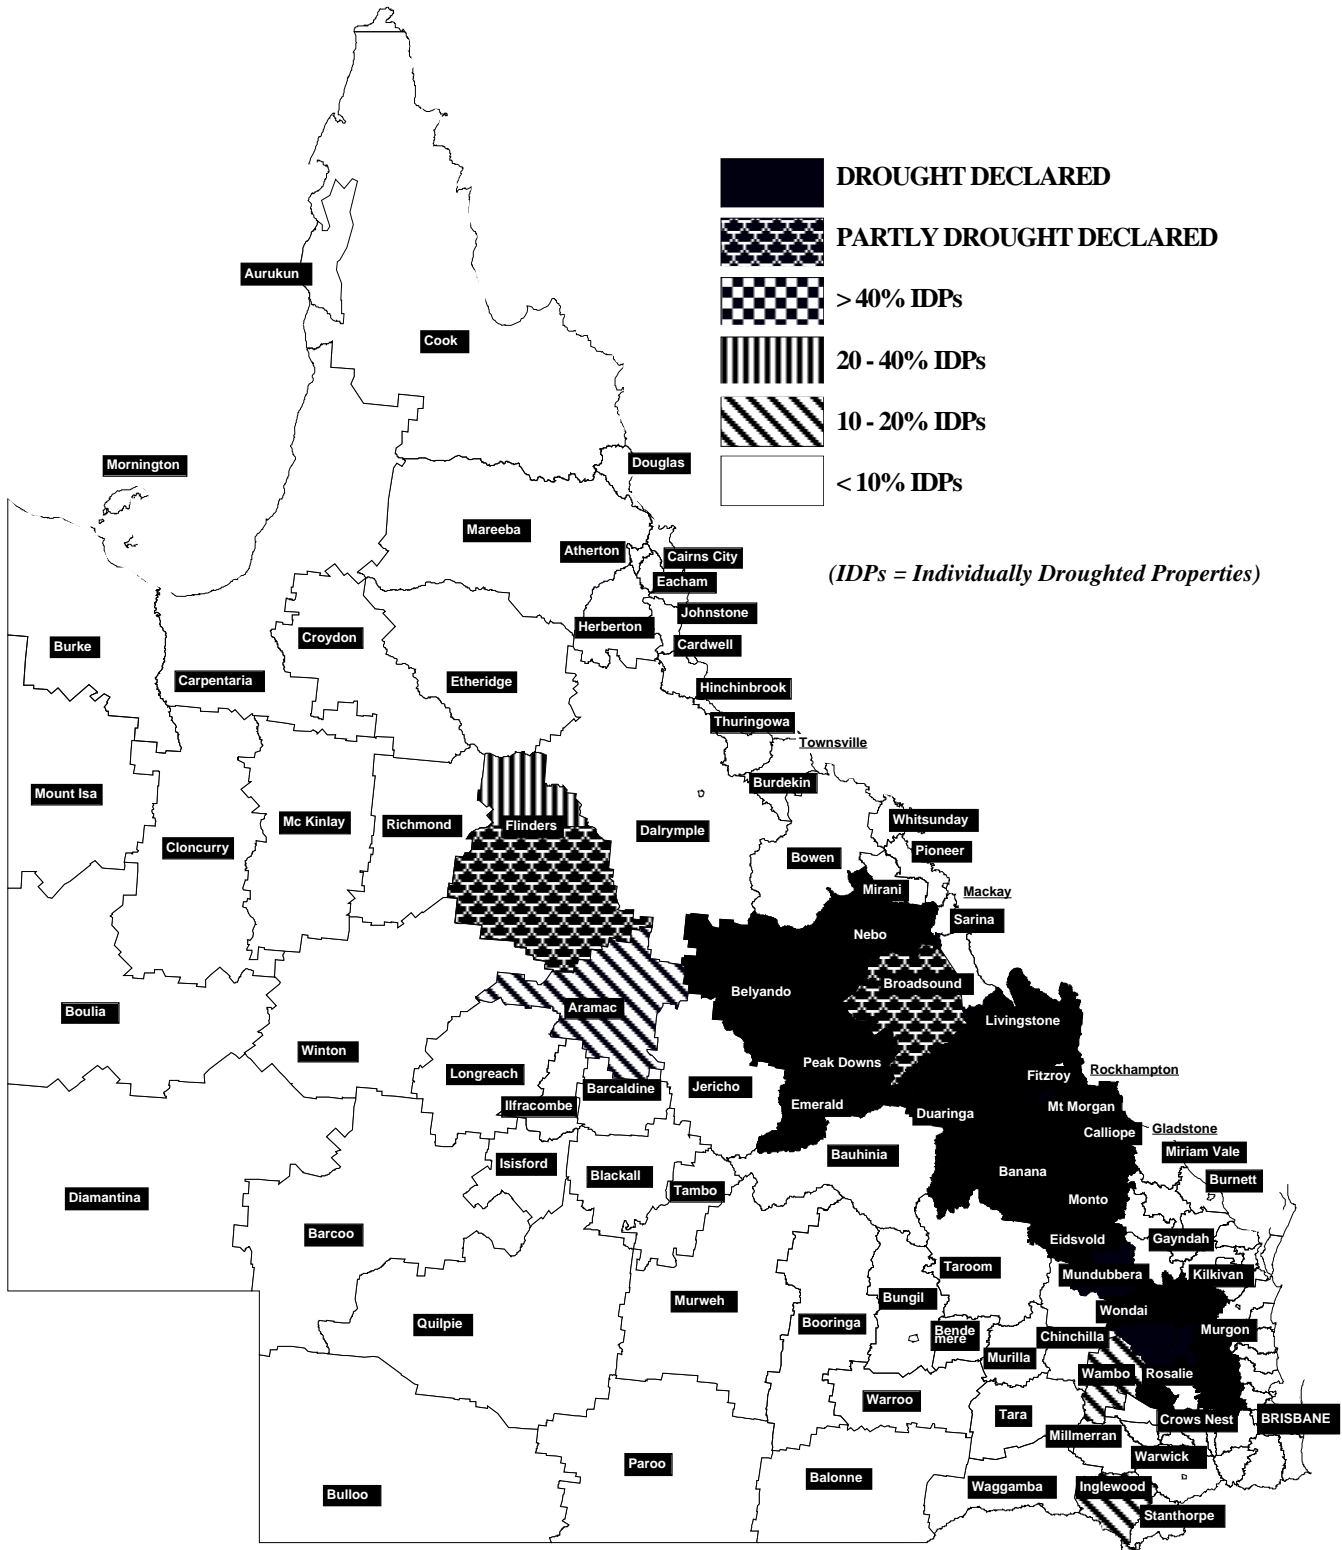 DROUGHT DECLARED
PARTLY DROUGHT DECLARED
> 40% IDPs
20 - 40% IDPs
10 - 20% IDPs
< 10% IDPs
(IDPs = Individually Droughted Properties)
Aurukun
Cook
Mornington
Douglas
Mareeba
Atherton
Cairns City
Eacham
Johnstone
Herberton
Croydon
Cardwell
Burke
Carpentaria
Etheridge
Hinchinbrook
Thuringowa
Townsville
Burdekin
Mount Isa
Mc Kinlay
Richmond
Flinders
Dalrymple
Whitsunday
Cloncurry
Bowen
Pioneer
Mirani
Mackay
Sarina
Nebo
Broadsound
Belyando
Boulia
Aramac
Livingstone
Winton
Longreach
Peak Downs
Fitzroy
Rockhampton
Barcaldine
Jericho
Ilfracombe
Emerald
Duaringa
Mt Morgan
Calliope
Gladstone
Miriam Vale
Isisford
Bauhinia
Blackall
Banana
Burnett
Diamantina
Tambo
Monto
Barcoo
Eidsvold
Gayndah
Taroom
Mundubbera
Kilkivan
Murweh
Bungil
Wondai
Quilpie
Booringa
Bende
mere
Chinchilla
Murgon
Murilla
Wambo
Rosalie
Warroo
Tara
Crows Nest
BRISBANE
Millmerran
Warwick
Paroo
Balonne
Waggamba
Inglewood
Bulloo
Stanthorpe